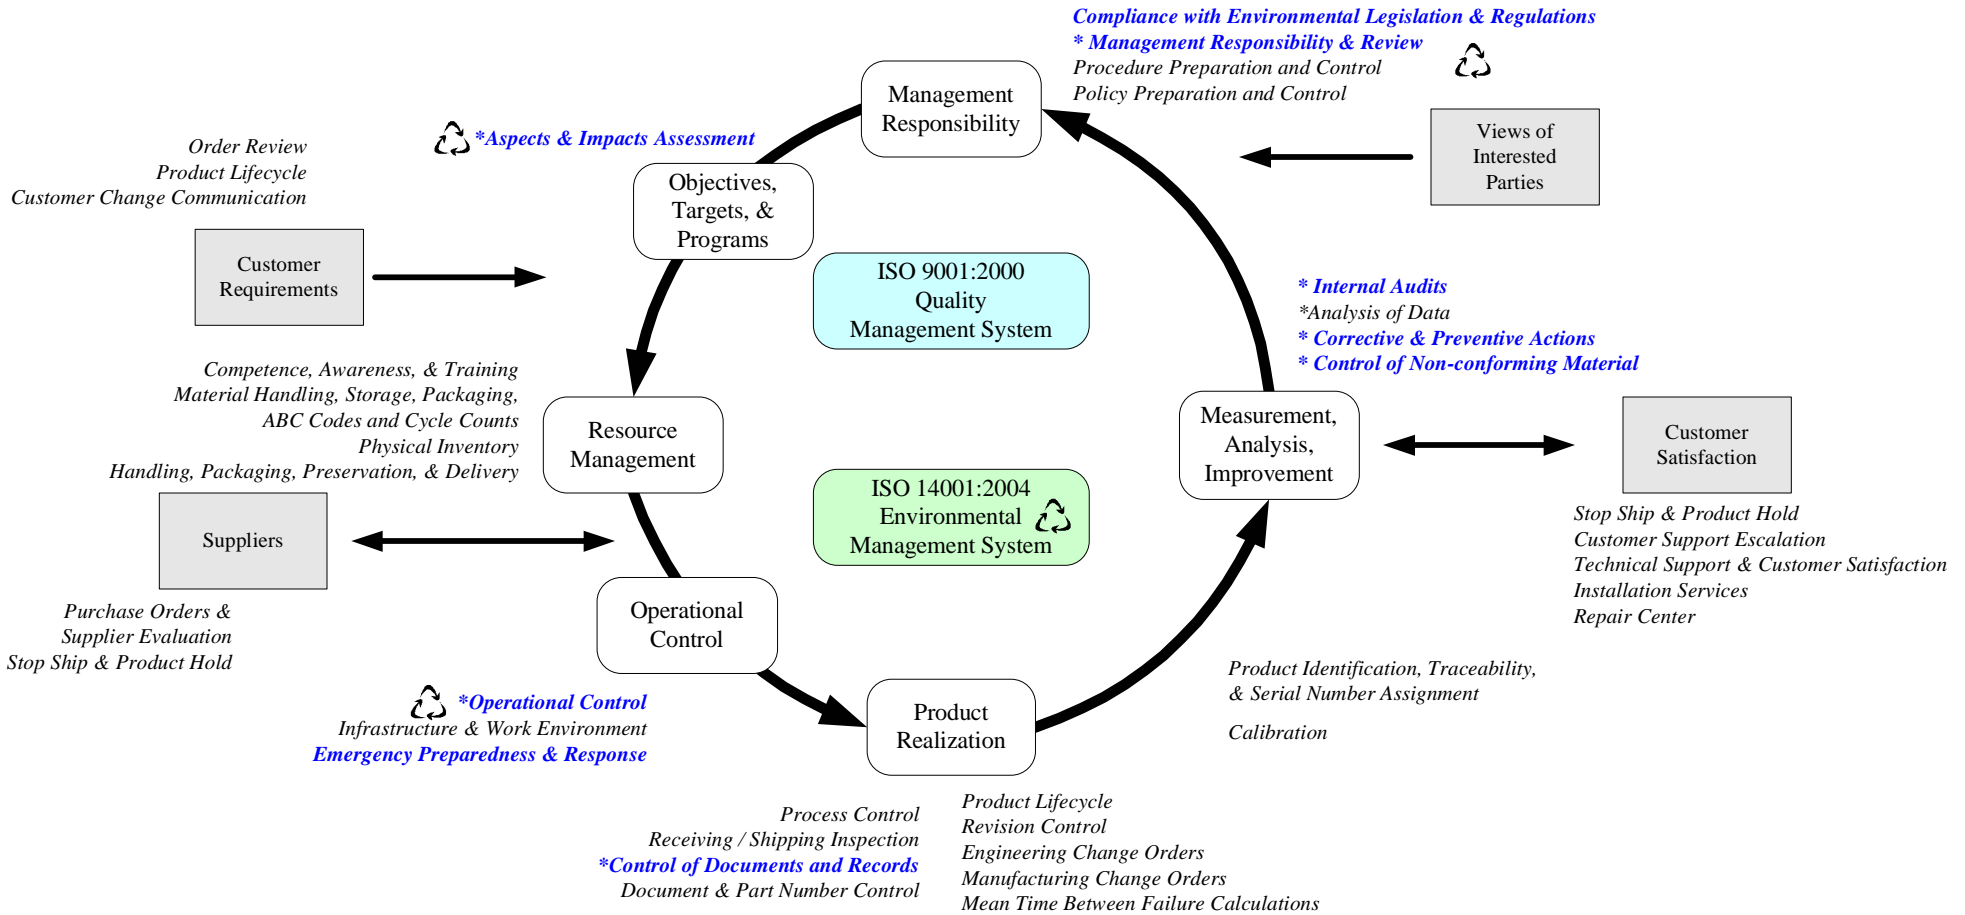 Compliance with Environmental Legislation & Regulations
* Management Responsibility & Review
Procedure Preparation and Control
Policy Preparation and Control
Management
Responsibility
Views of
Interested
Parties
*Aspects & Impacts Assessment
Order Review
Product Lifecycle
Customer Change Communication
Objectives,
Targets, &
Programs
Customer
Requirements
ISO 9001:2000
Quality
Management System
* Internal Audits
*Analysis of Data
* Corrective & Preventive Actions
* Control of Non-conforming Material
Competence, Awareness, & Training
Material Handling, Storage, Packaging,
ABC Codes and Cycle Counts
Physical Inventory
Handling, Packaging, Preservation, & Delivery
Resource
Management
Measurement,
Analysis,
Improvement
Customer
Satisfaction
ISO 14001:2004
Environmental
Management System
Suppliers
Stop Ship & Product Hold
Customer Support Escalation
Technical Support & Customer Satisfaction
Installation Services
Repair Center
Purchase Orders &
Supplier Evaluation
Stop Ship & Product Hold
Operational
Control
*Operational Control
Infrastructure & Work Environment
Emergency Preparedness & Response
Product
Realization
Product Identification, Traceability,
& Serial Number Assignment
Calibration
Process Control
Receiving / Shipping Inspection
*Control of Documents and Records
Document & Part Number Control
Product Lifecycle
Revision Control
Engineering Change Orders
Manufacturing Change Orders
Mean Time Between Failure Calculations